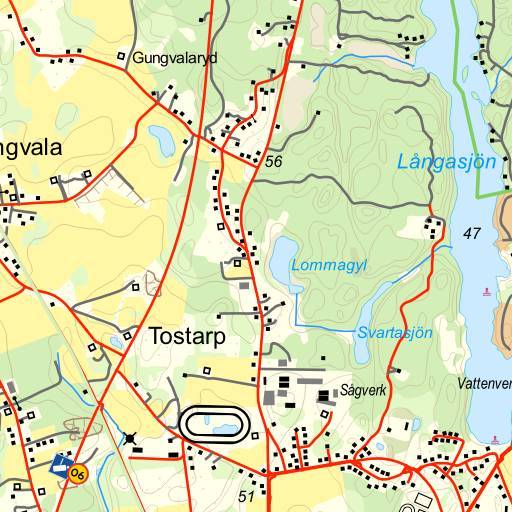 Gungvalaryd
ngvala
56
Långasjön
47
Lommagyl
Svartasjön
Tostarp
Sågverk
Vattenver
06
51